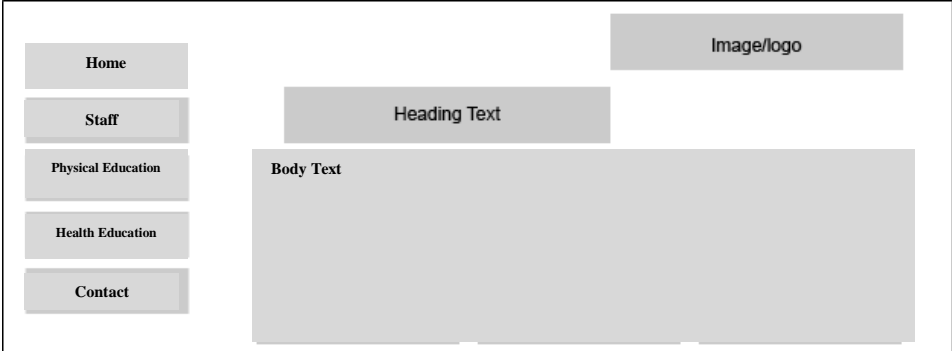 Image/logo
Home
Heading Text
Staff
Physical Education
Body Text
Health Education
Contact